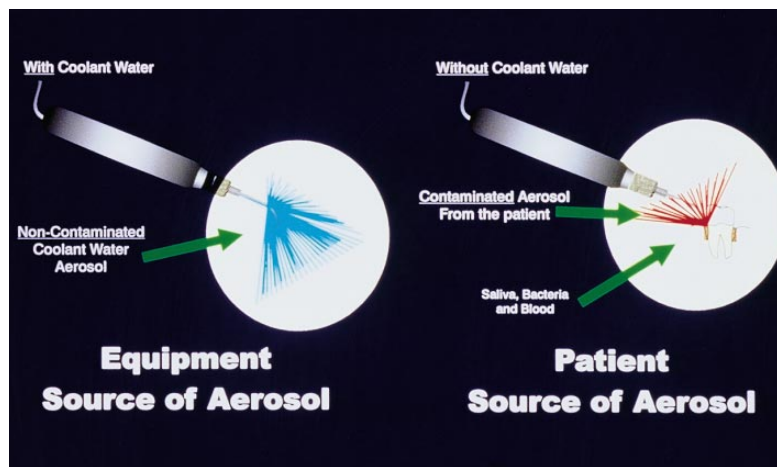 With Coolant Water
Non-Contaminated
Coolant Water
Aerosol
Equipment
Source of Aerosol
Without Coolant Water
Contaminated Aerosol
From the patient
Saliva, Bacteria
and Blood
Patient
Source of Aerosol